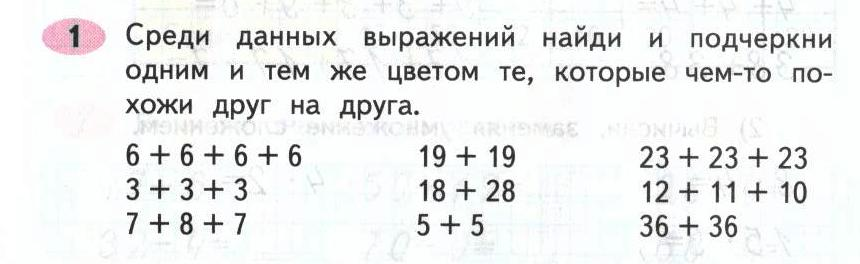 1 Среди данных выражений найди и подчеркни
одним и тем же цветом те, которые чем-то по-
хожи друг на друга.
6 + 6 + 6 + 6 19 + 19 23 + 23 + 23
3 + 3 + 3 18 + 28 12 + 11 + 10
7 + 8 + 7 5 + 5 36 + 36